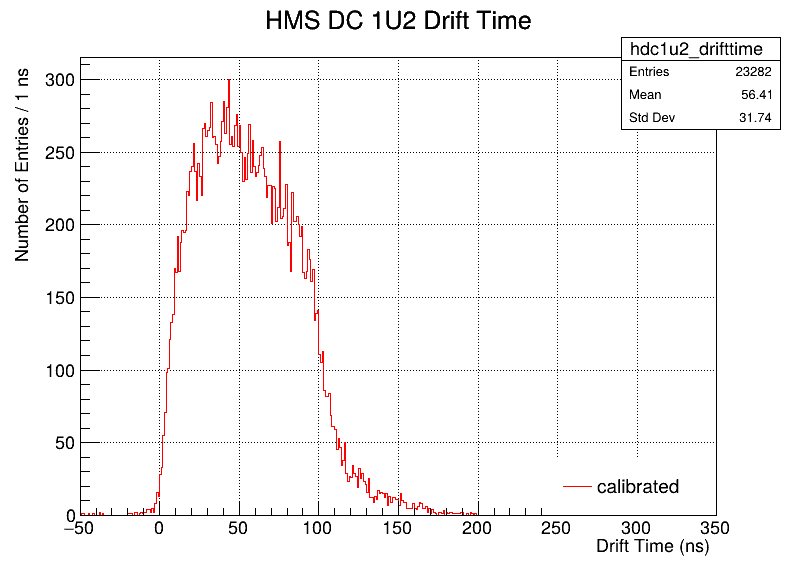 HMS DC 1U2 Drift Time
hdc1u2_drifttime
Entries 23282
Mean 56.41
Std Dev 31.74
Number of Entries / 1 ns
300
250
200
150
100
50
0
−50 0 50 100 150 200 250 300 350
Drift Time (ns)
calibrated